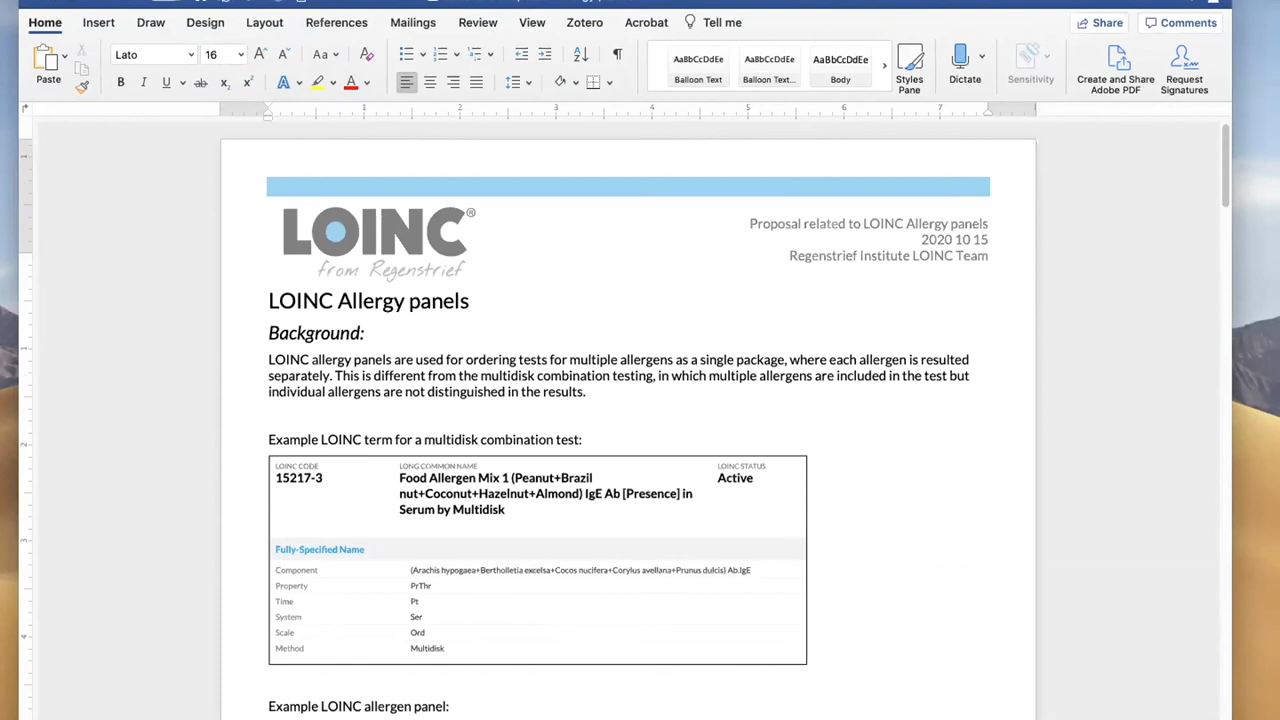 Home Insert Draw Design Layout References Mailings Review View Zotero Acrobat Tell me Share Comments
Lato 16 Aa
Paste
AaBbCcDdEe AaBbCcDdEe AaBbCcDdEe
Balloon Text Balloon Text... Body
Styles Pane
Dictate
Sensitivity
Create and Share Adobe PDF
Request Signatures
1 2 3 4 5 6 7
LOINC®
from Regenstrief
Proposal related to LOINC Allergy panels
2020 10 15
Regenstrief Institute LOINC Team
LOINC Allergy panels
Background:
LOINC allergy panels are used for ordering tests for multiple allergens as a single package, where each allergen is resulted
separately. This is different from the multidisk combination testing, in which multiple allergens are included in the test but
individual allergens are not distinguished in the results.
Example LOINC term for a multidisk combination test:
LOINC CODE LONG COMMON NAME LOINC STATUS
15217-3 Food Allergen Mix 1 (Peanut+Brazil Active
nut+Coconut+Hazelnut+Almond) IgE Ab [Presence] in
Serum by Multidisk
Fully-Specified Name
Component (Arachis hypogaea+Bertholletia excelsa+Cocos nucifera+Corylus avellana+Prunus dulcis) Ab.IgE
Property PrThr
Time Pt
System Ser
Scale Ord
Method Multidisk
Example LOINC allergen panel: